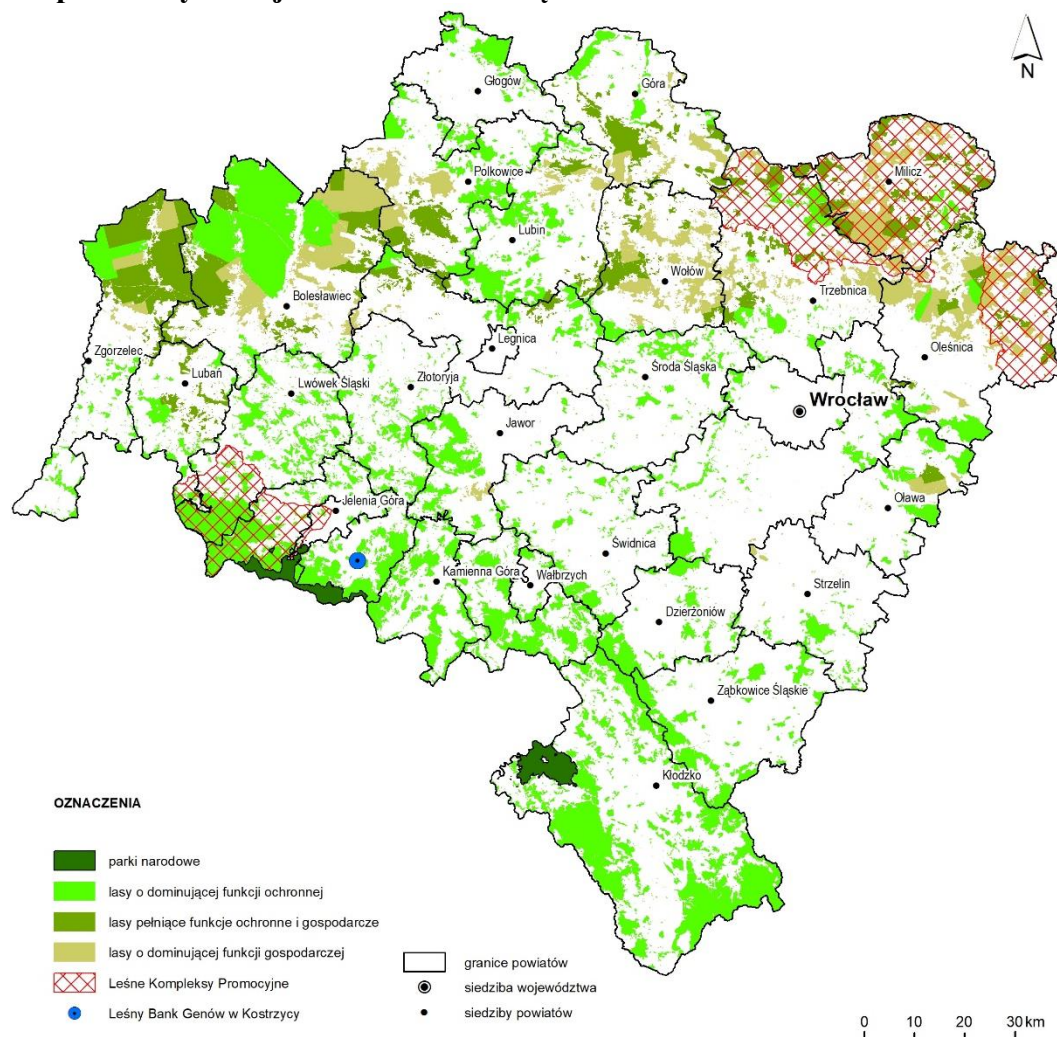 N
Głogów
Góra
Polkowice
Milicz
Lubin
Wołów
Trzebnica
Bolesławiec
Legnica
Oleśnica
Zgorzelec
Lubań
Lwówek Śląski
Złotoryja
Środa Śląska
Wrocław
Jawor
Jelenia Góra
Oława
Świdnica
Kamienna Góra
Wałbrzych
Strzelin
Dzierżoniów
Ząbkowice Śląskie
Kłodzko
OZNACZENIA
parki narodowe
lasy o dominującej funkcji ochronnej
lasy pełniące funkcje ochronne i gospodarcze
lasy o dominującej funkcji gospodarczej
Leśne Kompleksy Promocyjne
Leśny Bank Genów w Kostrzycy
granice powiatów
siedziba województwa
siedziby powiatów
0 10 20 30 km